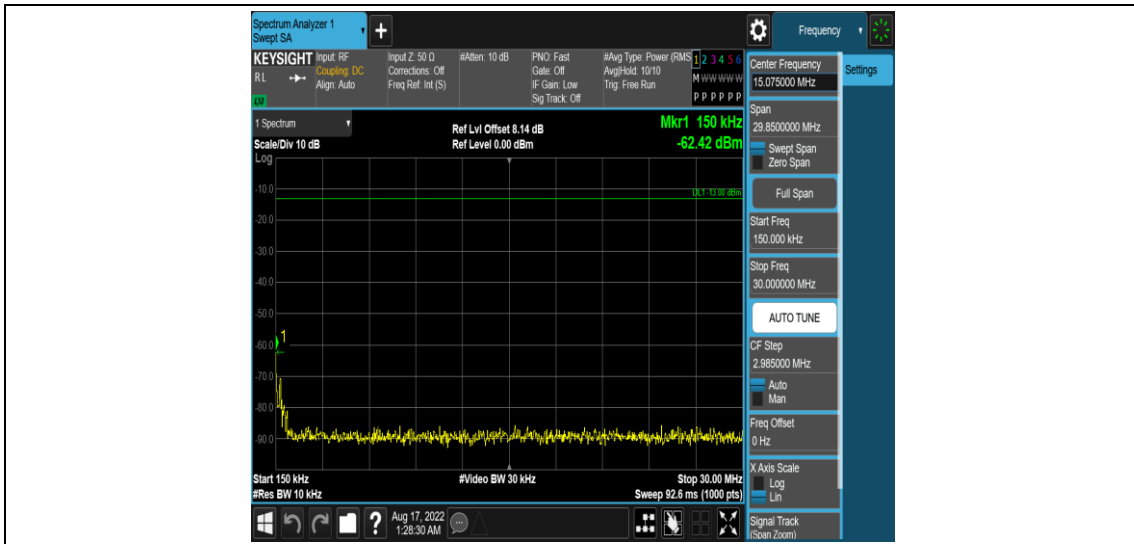 Spectrum Analyzer 1
Swept SA
+
Frequency
KEYSIGHT
RL
LXI
Input: RF
Coupling: DC
Align: Auto
Input Z: 50 Ω
Corrections: Off
Freq Ref: Int (S)
#Atten: 10 dB
PNO: Fast
Gate: Off
IF Gain: Low
Sig Track: Off
#Avg Type: Power (RMS
Avg|Hold: 10/10
Trig: Free Run
1 2 3 4 5 6
M W W W W W
P P P P P P
Center Frequency
15.075000 MHz
Settings
Span
29.8500000 MHz
Swept Span
Zero Span
Full Span
Start Freq
150.000 kHz
Stop Freq
30.000000 MHz
AUTO TUNE
CF Step
2.985000 MHz
Auto
Man
Freq Offset
0 Hz
X Axis Scale
Log
Lin
Signal Track
(Span Zoom)
1 Spectrum
Scale/Div 10 dB
Log
Ref Lvl Offset 8.14 dB
Ref Level 0.00 dBm
Mkr1 150 kHz
-62.42 dBm
DL1 -13.00 dBm
-10.0
-20.0
-30.0
-40.0
-50.0
1
-60.0
-70.0
-80.0
-90.0
Start 150 kHz
#Video BW 30 kHz
Stop 30.00 MHz
#Res BW 10 kHz
Sweep 92.6 ms (1000 pts)
?
Aug 17, 2022
1:28:30 AM